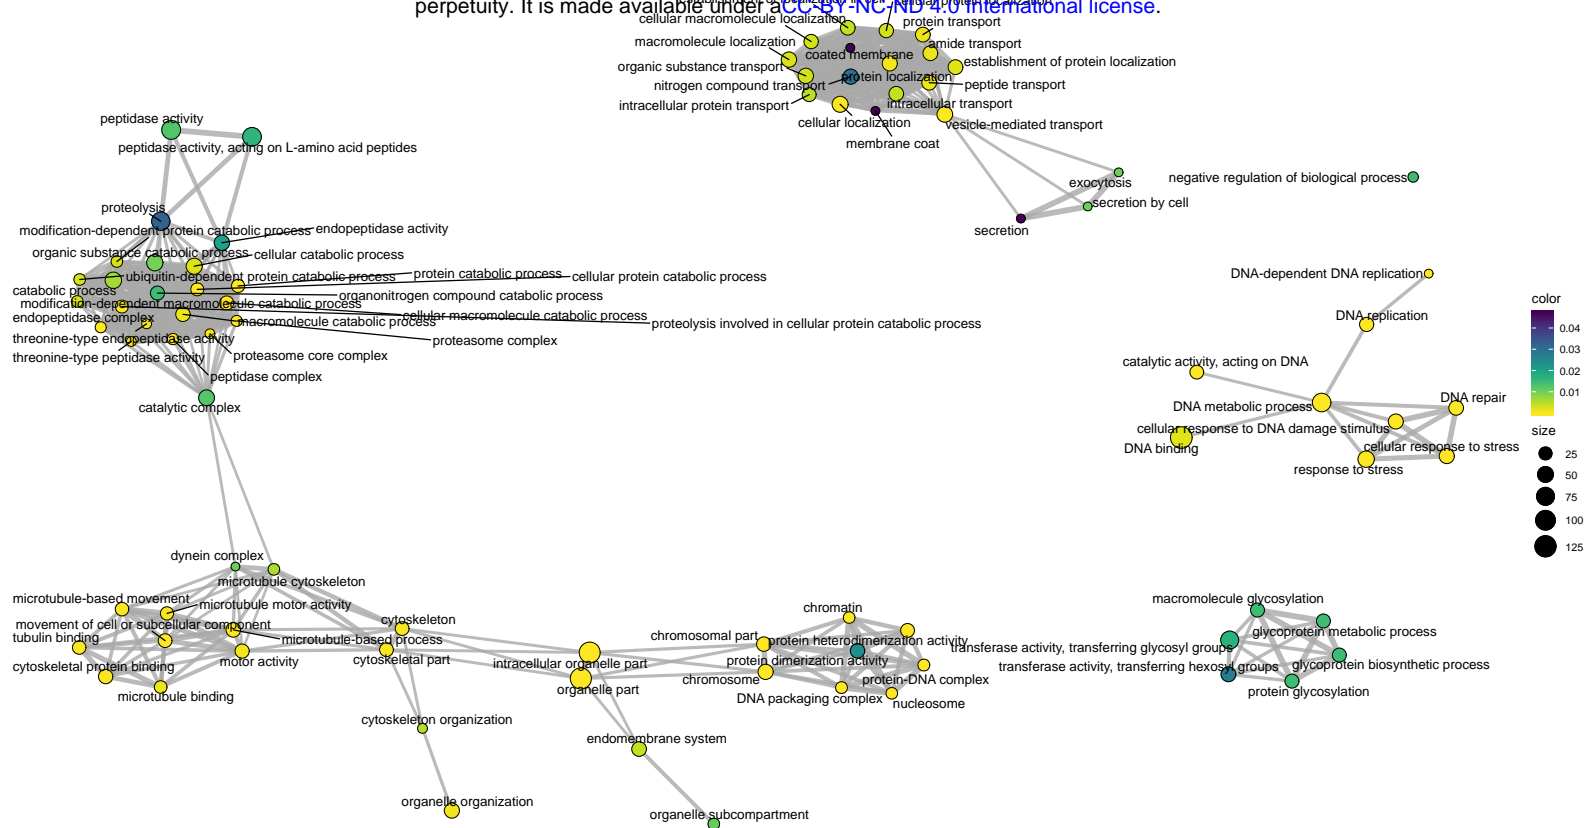 perpetuity. It is made available under aCC-BY-NC-ND 4.0 International license.
cellular macromolecule localization
protein transport
macromolecule localization
amide transport
coated membrane
organic substance transport
establishment of protein localization
nitrogen compound transport
protein localization
peptide transport
intracellular protein transport
intracellular transport
cellular localization
vesicle-mediated transport
membrane coat
exocytosis
secretion by cell
secretion
negative regulation of biological process
peptidase activity
peptidase activity, acting on L-amino acid peptides
proteolysis
modification-dependent protein catabolic process
endopeptidase activity
organic substance catabolic process
cellular catabolic process
ubiquitin-dependent protein catabolic process
protein catabolic process
cellular protein catabolic process
catabolic process
organonitrogen compound catabolic process
modification-dependent macromolecule catabolic process
endopeptidase complex
cellular macromolecule catabolic process
macromolecule catabolic process
proteolysis involved in cellular protein catabolic process
threonine-type endopeptidase activity
proteasome complex
threonine-type peptidase activity
proteasome core complex
peptidase complex
catalytic complex
DNA-dependent DNA replication
DNA replication
catalytic activity, acting on DNA
DNA metabolic process
DNA repair
cellular response to DNA damage stimulus
DNA binding
cellular response to stress
response to stress
color
0.04
0.03
0.02
0.01
size
25
50
75
100
125
dynein complex
microtubule cytoskeleton
microtubule-based movement
microtubule motor activity
movement of cell or subcellular component
tubulin binding
microtubule-based process
cytoskeleton
cytoskeletal part
cytoskeletal protein binding
motor activity
microtubule binding
intracellular organelle part
organelle part
cytoskeleton organization
endomembrane system
organelle organization
organelle subcompartment
chromatin
chromosomal part
protein heterodimerization activity
protein dimerization activity
chromosome
protein-DNA complex
DNA packaging complex
nucleosome
macromolecule glycosylation
glycoprotein metabolic process
transferase activity, transferring glycosyl groups
transferase activity, transferring hexosyl groups
glycoprotein biosynthetic process
protein glycosylation